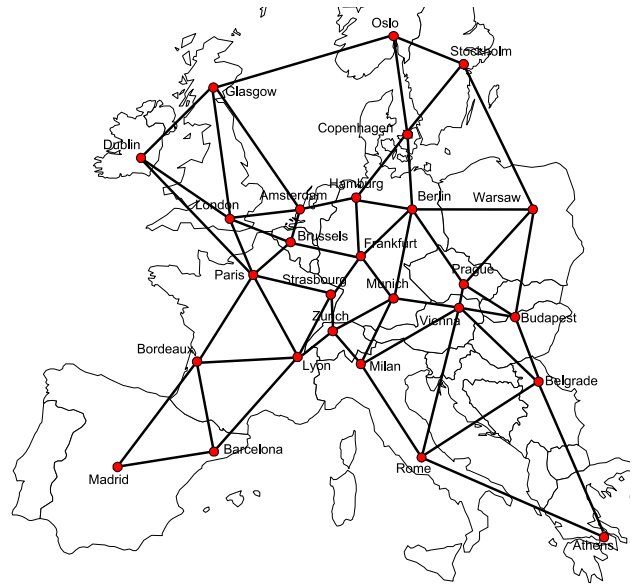 Oslo
Stockholm
Glasgow
Copenhagen
Dublin
Hamburg
Amsterdam
London
Berlin
Warsaw
Brussels
Frankfurt
Paris
Strasbourg
Munich
Prague
Zurich
Vienna
Budapest
Bordeaux
Lyon
Milan
Belgrade
Barcelona
Madrid
Rome
Athens